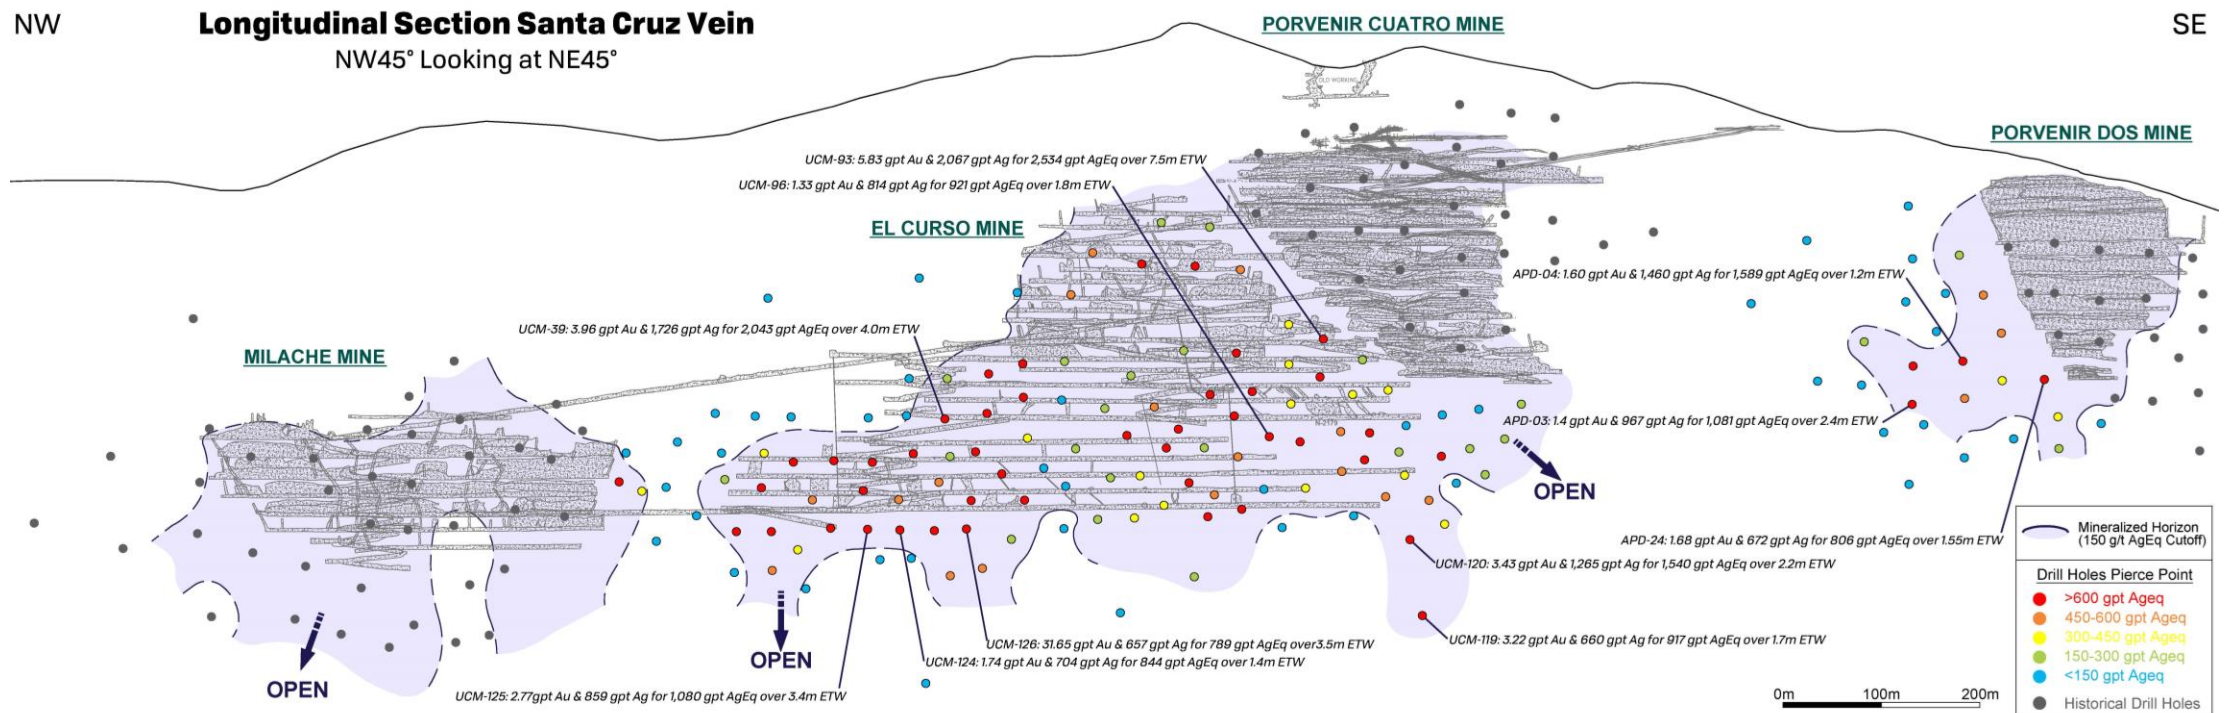 NW
Longitudinal Section Santa Cruz Vein
NW45° Looking at NE45°
PORVENIR CUATRO MINE
SE
OLD WORKING
PORVENIR DOS MINE
UCM-93: 5.83 gpt Au & 2,067 gpt Ag for 2,534 gpt AgEq over 7.5m ETW
UCM-96: 1.33 gpt Au & 814 gpt Ag for 921 gpt AgEq over 1.8m ETW
EL CURSO MINE
APD-04: 1.60 gpt Au & 1,460 gpt Ag for 1,589 gpt AgEq over 1.2m ETW
UCM-39: 3.96 gpt Au & 1,726 gpt Ag for 2,043 gpt AgEq over 4.0m ETW
MILACHE MINE
APD-03: 1.4 gpt Au & 967 gpt Ag for 1,081 gpt AgEq over 2.4m ETW
N-2179
OPEN
APD-24: 1.68 gpt Au & 672 gpt Ag for 806 gpt AgEq over 1.55m ETW
UCM-120: 3.43 gpt Au & 1,265 gpt Ag for 1,540 gpt AgEq over 2.2m ETW
UCM-119: 3.22 gpt Au & 660 gpt Ag for 917 gpt AgEq over 1.7m ETW
UCM-126: 31.65 gpt Au & 657 gpt Ag for 789 gpt AgEq over3.5m ETW
UCM-124: 1.74 gpt Au & 704 gpt Ag for 844 gpt AgEq over 1.4m ETW
OPEN
OPEN
UCM-125: 2.77gpt Au & 859 gpt Ag for 1,080 gpt AgEq over 3.4m ETW
Mineralized Horizon
(150 g/t AgEq Cutoff)
Drill Holes Pierce Point
>600 gpt Ageq
450-600 gpt Ageq
300-450 gpt Ageq
150-300 gpt Ageq
<150 gpt Ageq
Historical Drill Holes
0m 100m 200m